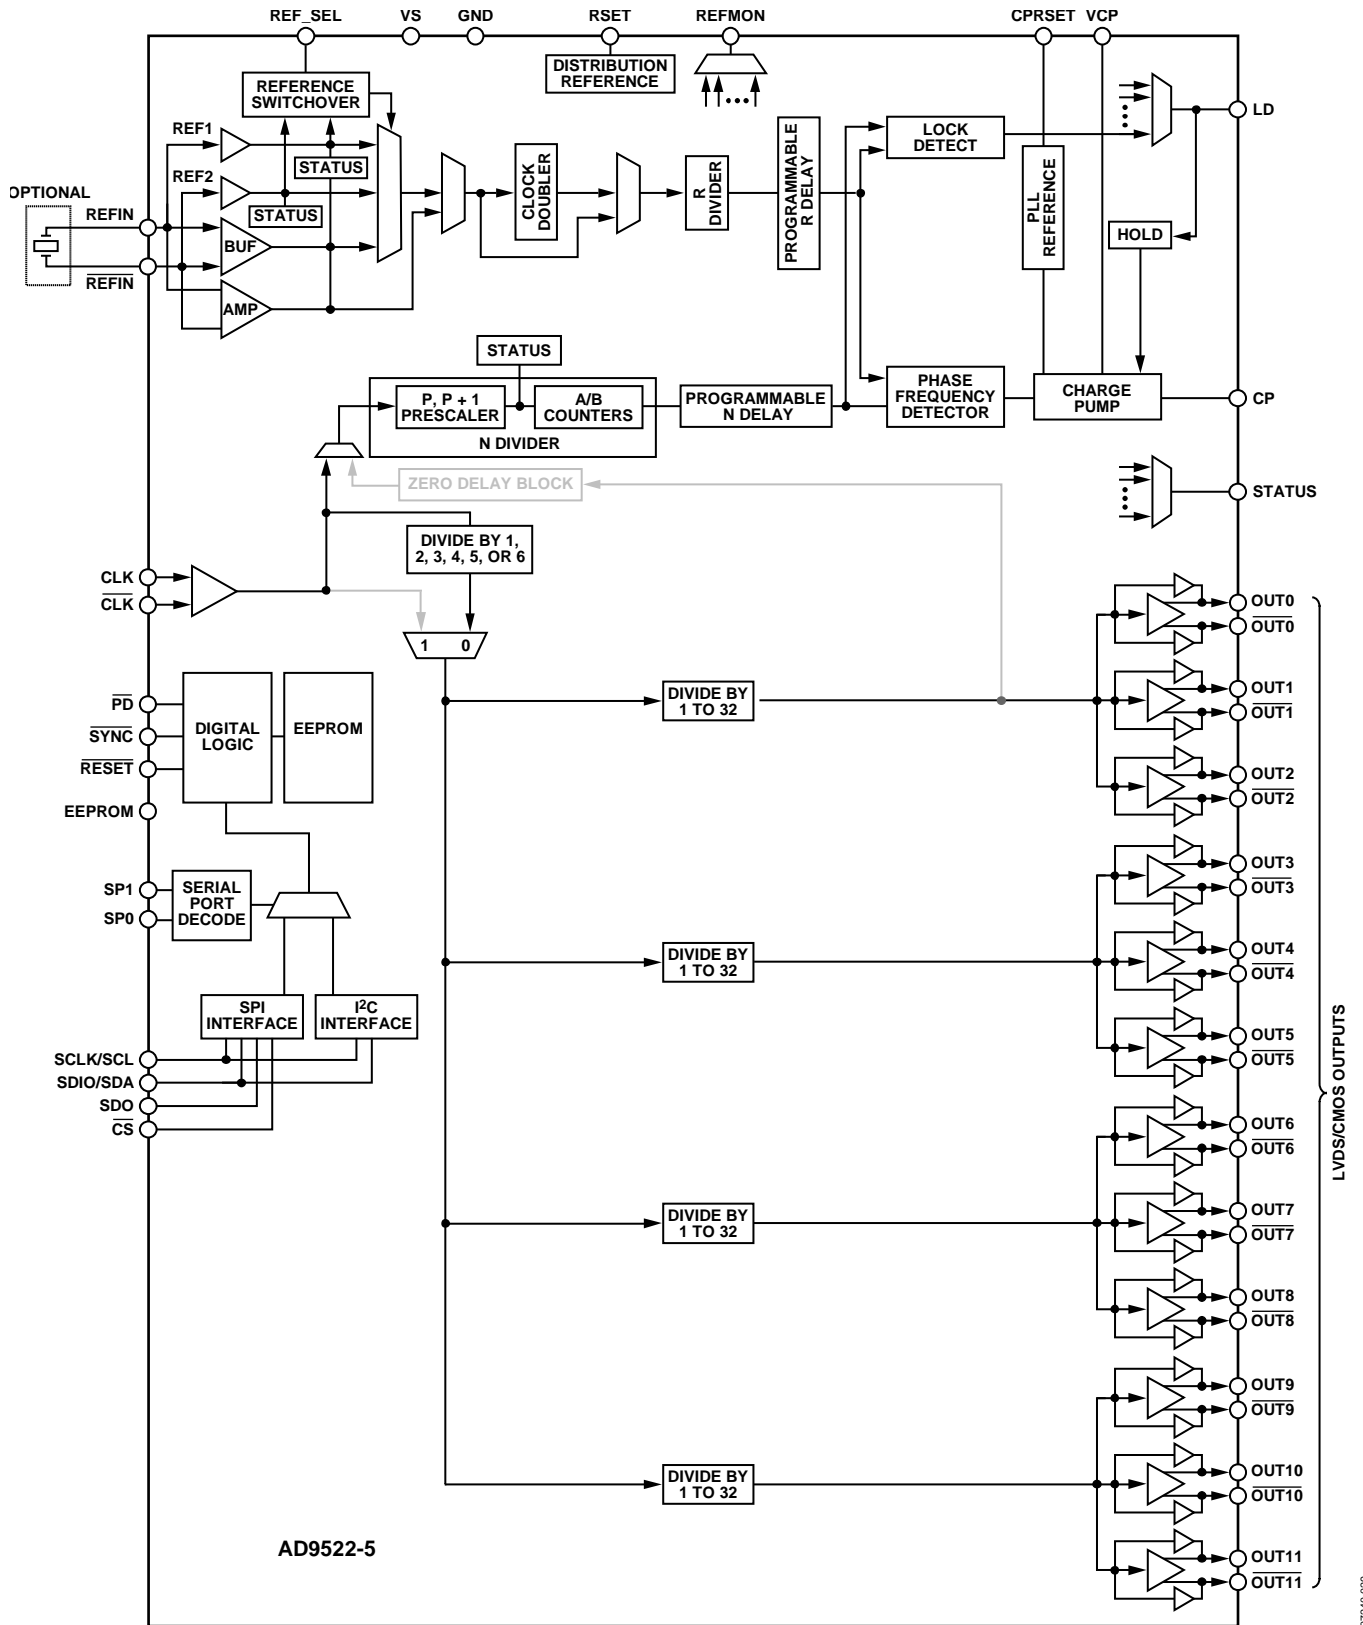 REF_SEL VS GND RSET REFMON CPRSET VCP
DISTRIBUTION
REFERENCE
REFERENCE
SWITCHOVER
REF1
STATUS
REF2
STATUS
OPTIONAL
REFIN
REFIN
BUF
AMP
CLOCK
DOUBLER
R
DIVIDER
PROGRAMMABLE
R DELAY
LOCK
DETECT
PLL
REFERENCE
HOLD
LD
STATUS
P, P + 1
PRESCALER
A/B
COUNTERS
N DIVIDER
PROGRAMMABLE
N DELAY
PHASE
FREQUENCY
DETECTOR
CHARGE
PUMP
CP
ZERO DELAY BLOCK
STATUS
DIVIDE BY 1,
2, 3, 4, 5, OR 6
CLK
CLK
1 0
PD
SYNC
RESET
EEPROM
DIGITAL
LOGIC
EEPROM
SP1
SP0
SERIAL
PORT
DECODE
SPI
INTERFACE
I²C
INTERFACE
SCLK/SCL
SDIO/SDA
SDO
CS
DIVIDE BY
1 TO 32
DIVIDE BY
1 TO 32
DIVIDE BY
1 TO 32
DIVIDE BY
1 TO 32
OUT0
OUT0
OUT1
OUT1
OUT2
OUT2
OUT3
OUT3
OUT4
OUT4
OUT5
OUT5
OUT6
OUT6
OUT7
OUT7
OUT8
OUT8
OUT9
OUT9
OUT10
OUT10
OUT11
OUT11
LVDS/CMOS OUTPUTS
AD9522-5